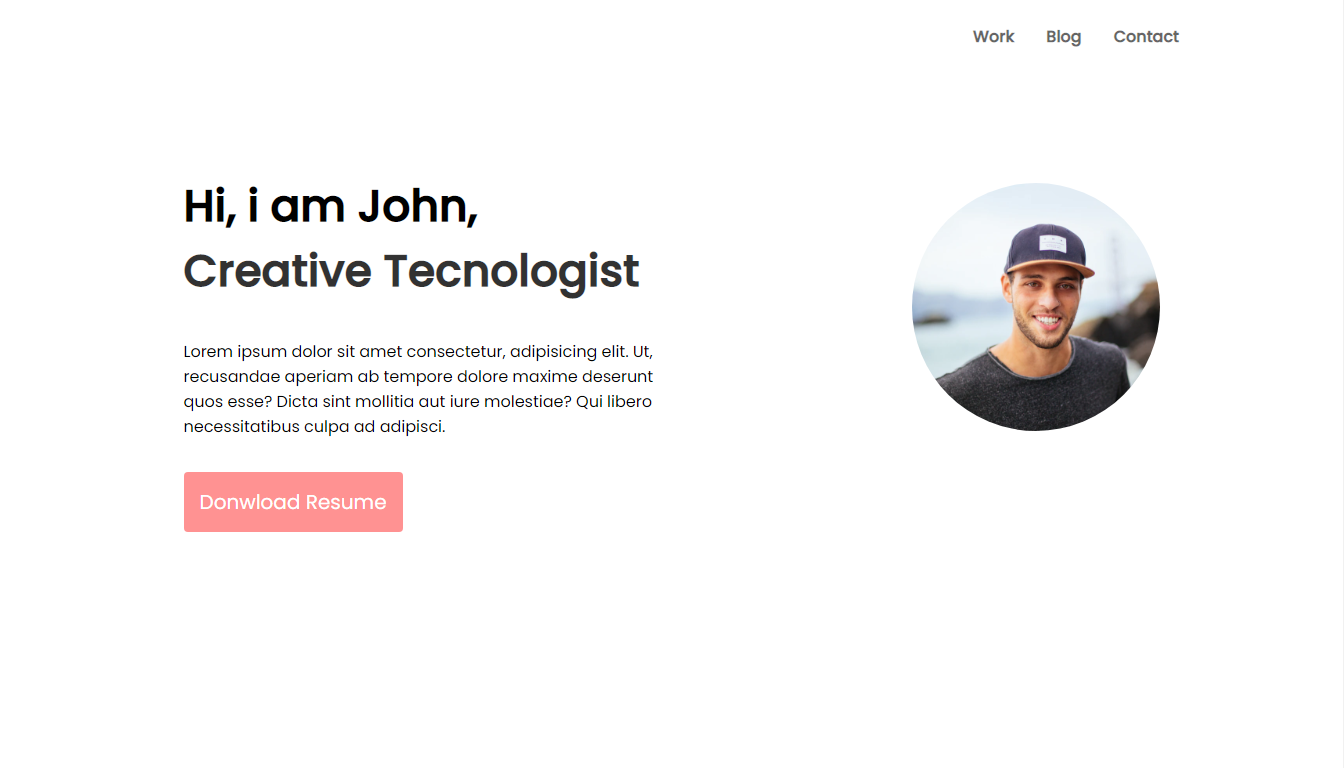 Work Blog Contact
Hi, i am John,
Creative Tecnologist
Lorem ipsum dolor sit amet consectetur, adipisicing elit. Ut,
recusandae aperiam ab tempore dolore maxime deserunt
quos esse? Dicta sint mollitia aut iure molestiae? Qui libero
necessitatibus culpa ad adipisci.
Donwload Resume